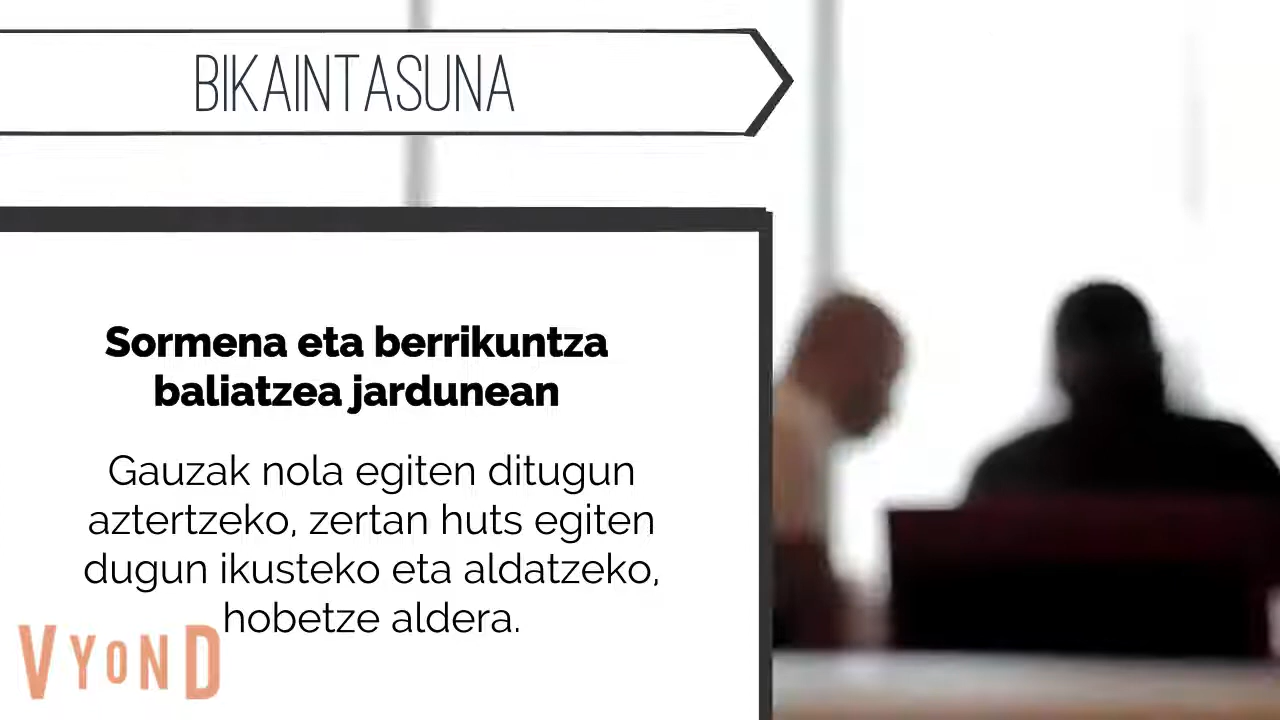 BIKAINTASUNA
Sormena eta berrikuntza
baliatzea jardunean
Gauzak nola egiten ditugun
aztertzeko, zertan huts egiten
dugun ikusteko eta aldatzeko,
hobetze aldera.
VYOND